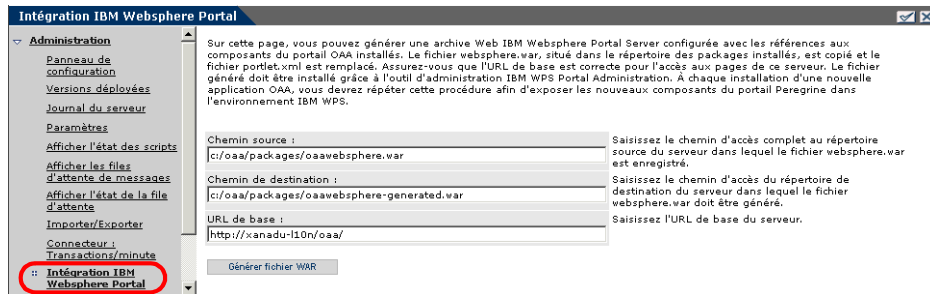 Intégration IBM Websphere Portal
Administration
Panneau de
configuration
Versions déployées
Journal du serveur
Paramètres
Afficher l'état des scripts
Afficher les files
d'attente de messages
Afficher l'état de la file
d'attente
Importer/Exporter
Connecteur :
Transactions/minute
Intégration IBM
Websphere Portal
Sur cette page, vous pouvez générer une archive Web IBM Websphere Portal Server configurée avec les références aux
composants du portail OAA installés. Le fichier websphere.war, situé dans le répertoire des packages installés, est copié et le
fichier portlet.xml est remplacé. Assurez-vous que l'URL de base est correcte pour l'accès aux pages de ce serveur. Le fichier
généré doit être installé grâce à l'outil d'administration IBM WPS Portal Administration. À chaque installation d'une nouvelle
application OAA, vous devrez répéter cette procédure afin d'exposer les nouveaux composants du portail Peregrine dans
l'environnement IBM WPS.
Chemin source :
c:/oaa/packages/oaawebsphere.war
Saisissez le chemin d'accès complet au répertoire
source du serveur dans lequel le fichier websphere.war
est enregistré.
Chemin de destination :
c:/oaa/packages/oaawebsphere-generated.war
Saisissez le chemin d'accès du répertoire de
destination du serveur dans lequel le fichier
websphere.war doit être généré.
URL de base :
http://xanadu-l10n/oaa/
Saisissez l'URL de base du serveur.
Générer fichier WAR